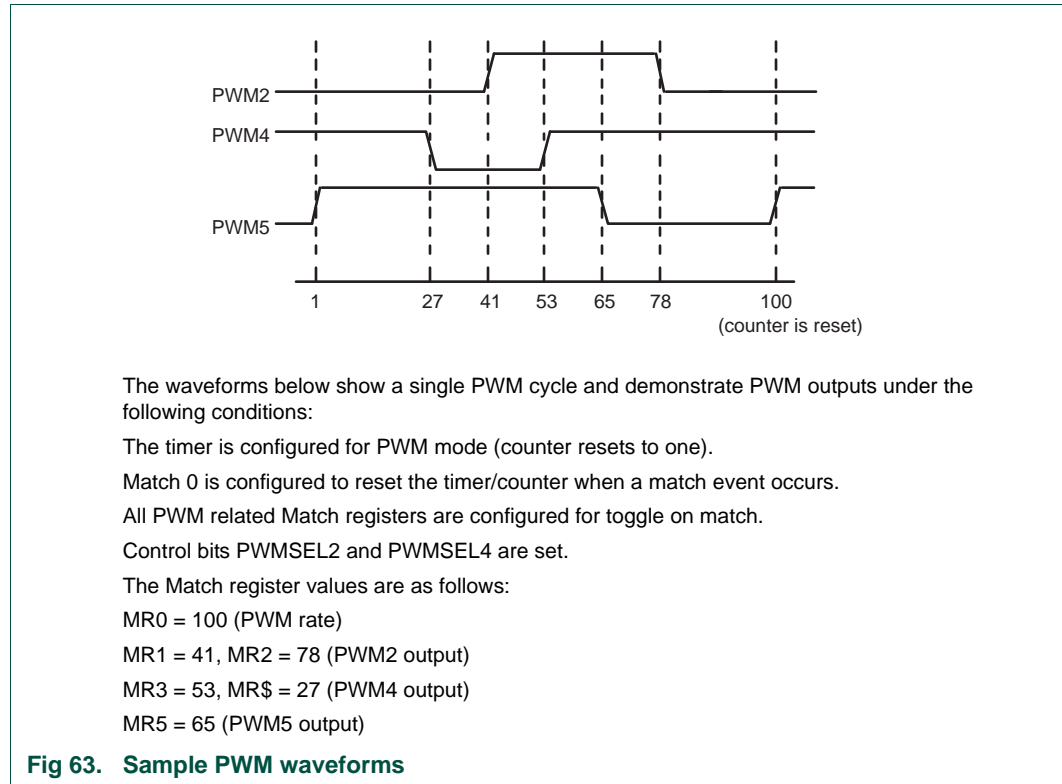 PWM2
PWM4
PWM5
1 27 41 53 65 78 100
(counter is reset)
The waveforms below show a single PWM cycle and demonstrate PWM outputs under the
following conditions:
The timer is configured for PWM mode (counter resets to one).
Match 0 is configured to reset the timer/counter when a match event occurs.
All PWM related Match registers are configured for toggle on match.
Control bits PWMSEL2 and PWMSEL4 are set.
The Match register values are as follows:
MR0 = 100 (PWM rate)
MR1 = 41, MR2 = 78 (PWM2 output)
MR3 = 53, MR$ = 27 (PWM4 output)
MR5 = 65 (PWM5 output)
Fig 63. Sample PWM waveforms